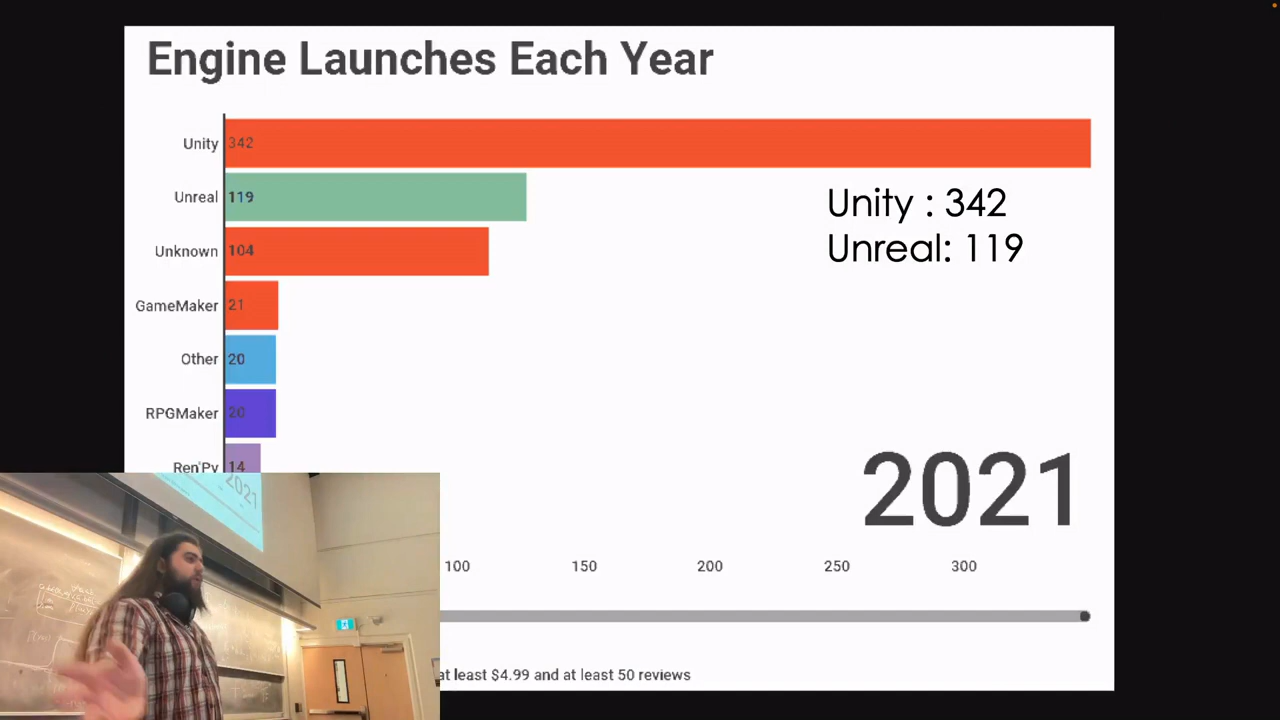 Engine Launches Each Year
Unity 342
Unreal 119
Unknown 104
GameMaker 21
Other 20
RPGMaker 20
Ren'Py 14
Unity : 342
Unreal: 119
2021
100 150 200 250 300
at least $4.99 and at least 50 reviews
2021